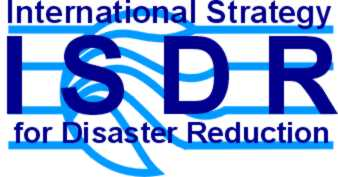 International Strategy
ISDR
for Disaster Reduction